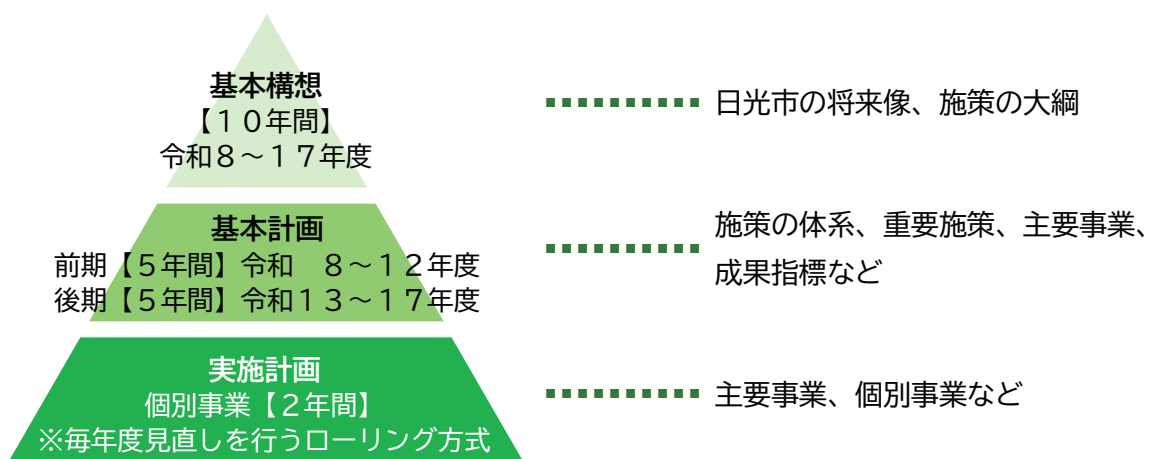 基本構想
【１０年間】
令和８～１７年度
日光市の将来像、施策の大綱
基本計画
前期【５年間】令和　８～１２年度
後期【５年間】令和１３～１７年度
施策の体系、重要施策、主要事業、
成果指標など
実施計画
個別事業【２年間】
※毎年度見直しを行うローリング方式
主要事業、個別事業など